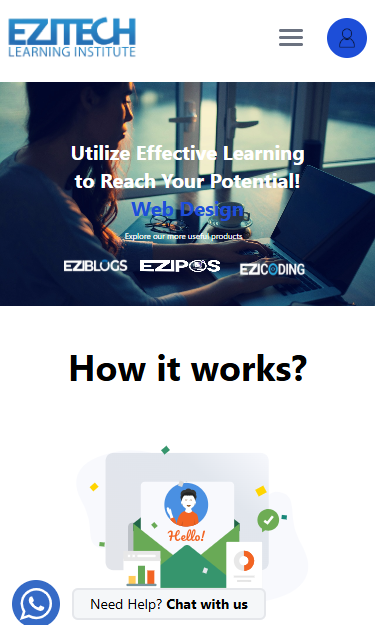 EZITECH
LEARNING INSTITUTE
Utilize Effective Learning
to Reach Your Potential!
Web Design
Explore our more useful products
EZIBLOGS EZIPOS EZICODING
How it works?
Hello!
Need Help? Chat with us